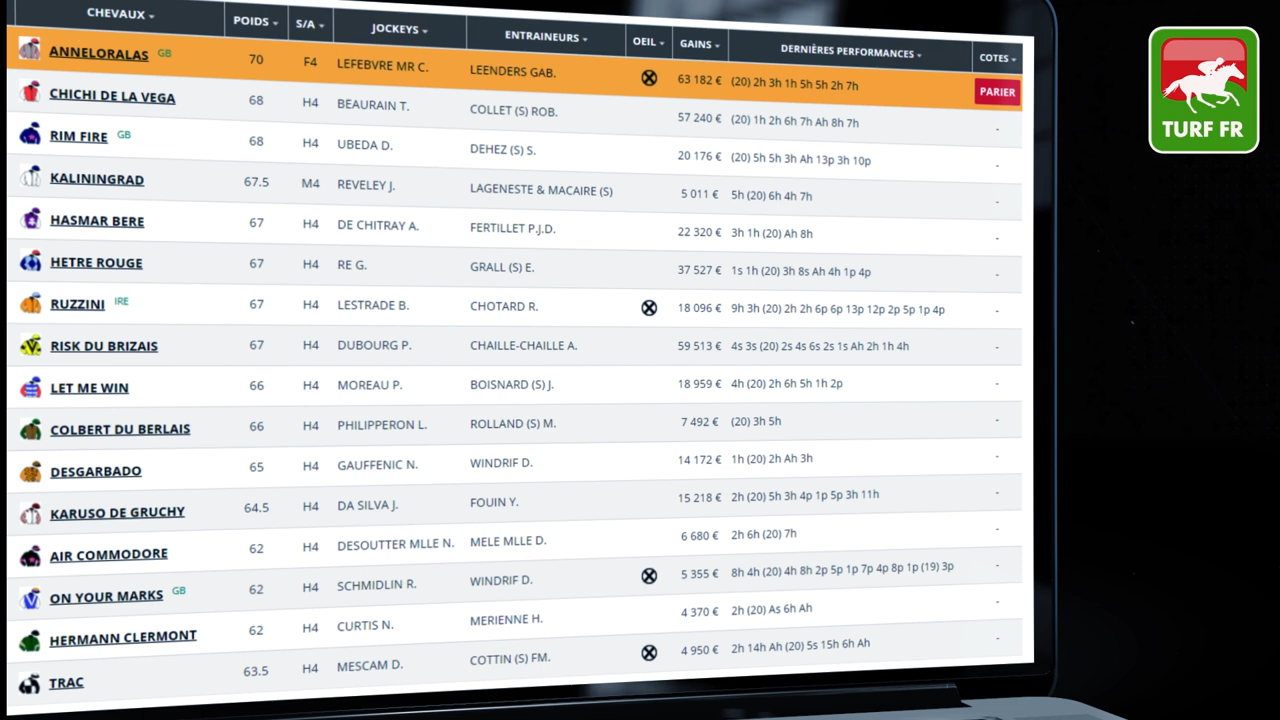 CHEVAUX POIDS S/A JOCKEYS ENTRAINEURS OEIL GAINS DERNIÈRES PERFORMANCES COTES
ANNELORALAS GB 70 F4 LEFEBVRE MR C. LEENDERS GAB. 63 182 € (20) 2h 3h 1h 5h 5h 2h 7h PARIER
CHICHI DE LA VEGA 68 H4 BEAURAIN T. COLLET (S) ROB. 57 240 € (20) 1h 2h 6h 7h Ah 8h 7h -
RIM FIRE GB 68 H4 UBEDA D. DEHEZ (S) S. 20 176 € (20) 5h 5h 3h Ah 13p 3h 10p -
KALININGRAD 67.5 M4 REVELEY J. LAGENESTE & MACAIRE (S) 5 011 € 5h (20) 6h 4h 7h -
HASMAR BERE 67 H4 DE CHITRAY A. FERTILLET P.J.D. 22 320 € 3h 1h (20) Ah 8h -
HETRE ROUGE 67 H4 RE G. GRALL (S) E. 37 527 € 1s 1h (20) 3h 8s Ah 4h 1p 4p -
RUZZINI IRE 67 H4 LESTRADE B. CHOTARD R. 18 096 € 9h 3h (20) 2h 2h 6p 6p 13p 12p 2p 5p 1p 4p -
RISK DU BRIZAIS 67 H4 DUBOURG P. CHAILLE-CHAILLE A. 59 513 € 4s 3s (20) 2s 4s 6s 2s 1s Ah 2h 1h 4h -
LET ME WIN 66 H4 MOREAU P. BOISNARD (S) J. 18 959 € 4h (20) 2h 6h 5h 1h 2p -
COLBERT DU BERLAIS 66 H4 PHILIPPERON L. ROLLAND (S) M. 7 492 € (20) 3h 5h -
DESGARBADO 65 H4 GAUFFENIC N. WINDRIF D. 14 172 € 1h (20) 2h Ah 3h -
KARUSO DE GRUCHY 64.5 H4 DA SILVA J. FOUIN Y. 15 218 € 2h (20) 5h 3h 4p 1p 5p 3h 11h -
AIR COMMODORE 62 H4 DESOUTTER MLLE N. MELE MLLE D. 6 680 € 2h 6h (20) 7h -
ON YOUR MARKS GB 62 H4 SCHMIDLIN R. WINDRIF D. 5 355 € 8h 4h (20) 4h 8h 2p 5p 1p 7p 4p 8p 1p (19) 3p -
HERMANN CLERMONT 62 H4 CURTIS N. MERIENNE H. 4 370 € 2h (20) As 6h Ah -
TRAC 63.5 H4 MESCAM D. COTTIN (S) FM. 4 950 € 2h 14h Ah (20) 5s 15h 6h Ah -
TURF FR